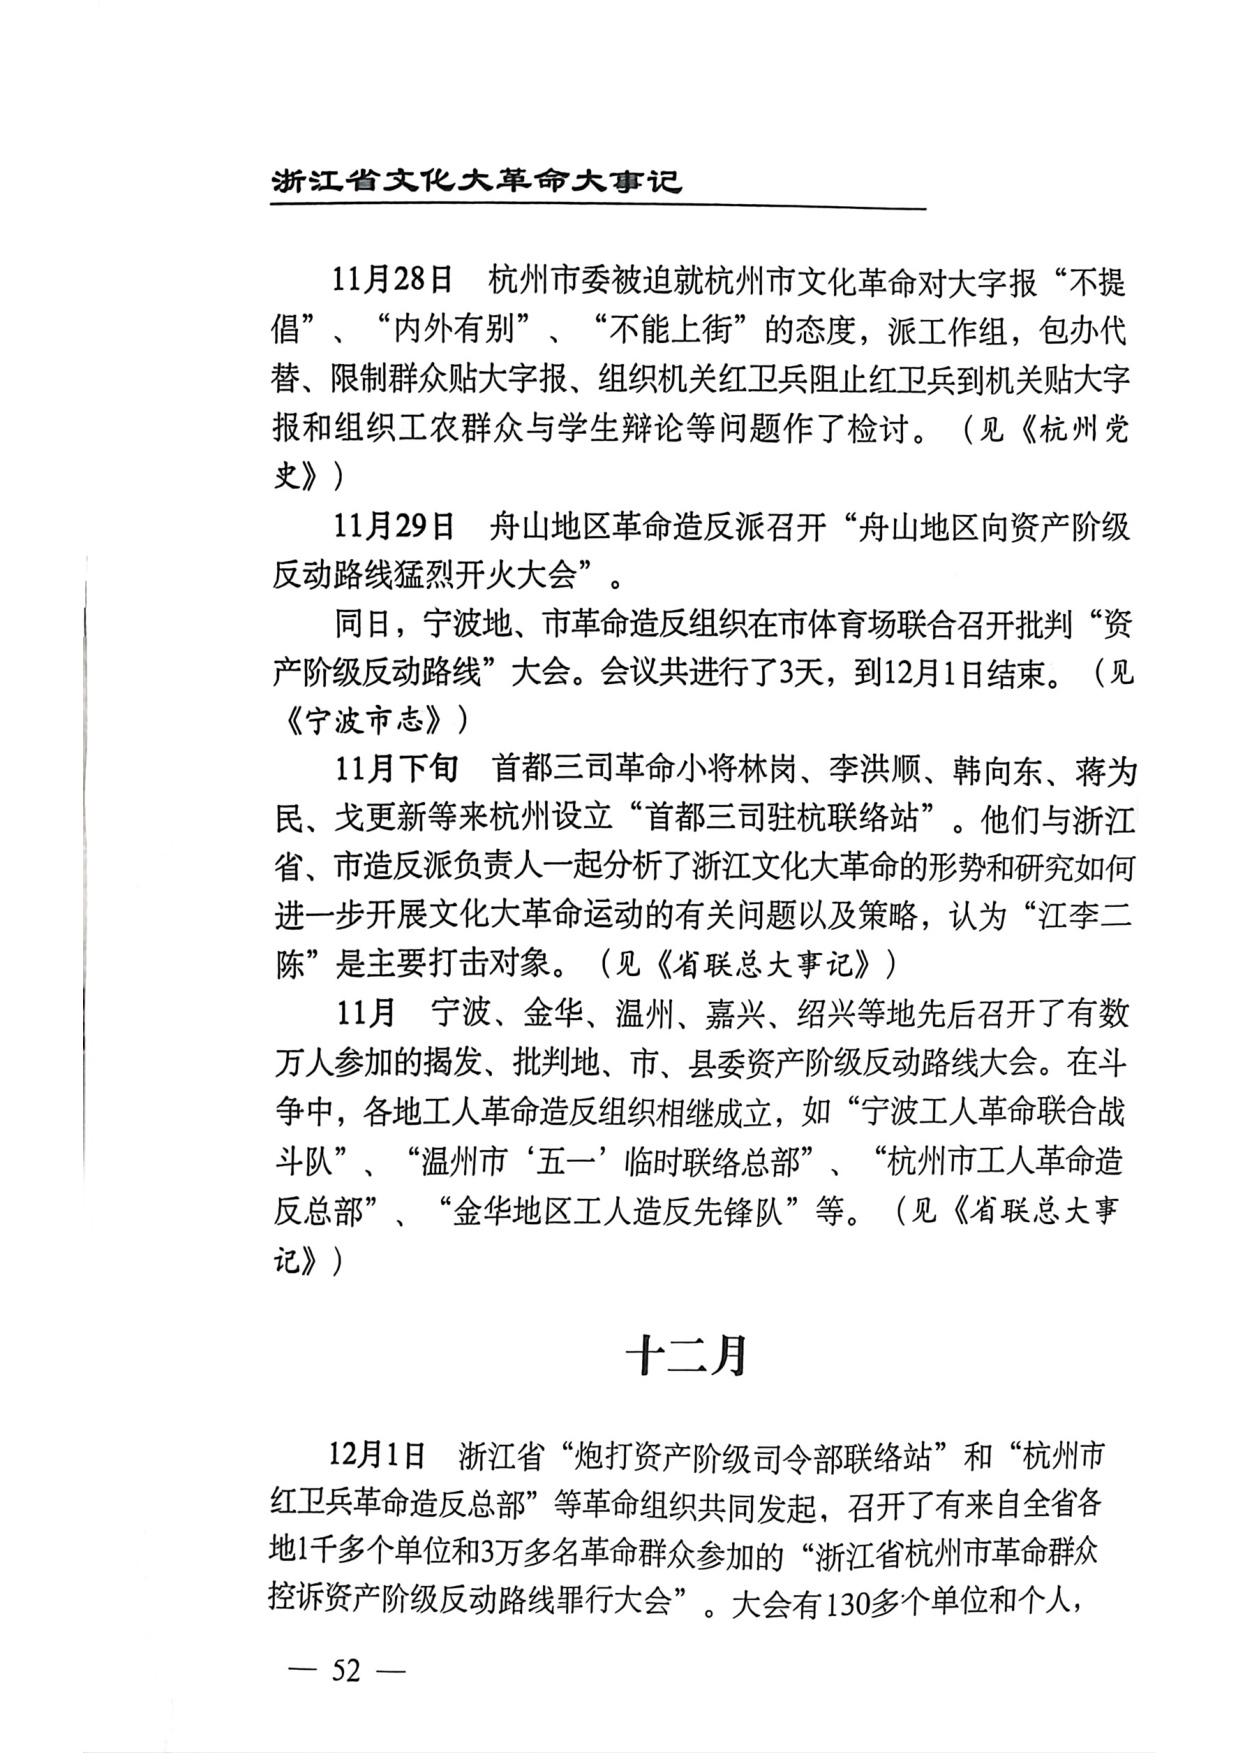 浙江省文化大革命大事记
11月28日 杭州市委被迫就杭州市文化革命对大字报“不提
倡”、“内外有别”、“不能上街”的态度，派工作组，包办代
替、限制群众贴大字报、组织机关红卫兵阻止红卫兵到机关贴大字
报和组织工农群众与学生辩论等问题作了检讨。（见《杭州党
史》）
11月29日 舟山地区革命造反派召开“舟山地区向资产阶级
反动路线猛烈开火大会”。
同日，宁波地、市革命造反组织在市体育场联合召开批判“资
产阶级反动路线”大会。会议共进行了3天，到12月1日结束。（见
《宁波市志》）
11月下旬 首都三司革命小将林岗、李洪顺、韩向东、蒋为
民、戈更新等来杭州设立“首都三司驻杭联络站”。他们与浙江
省、市造反派负责人一起分析了浙江文化大革命的形势和研究如何
进一步开展文化大革命运动的有关问题以及策略，认为“江李二
陈”是主要打击对象。（见《省联总大事记》）
11月 宁波、金华、温州、嘉兴、绍兴等地先后召开了有数
万人参加的揭发、批判地、市、县委资产阶级反动路线大会。在斗
争中，各地工人革命造反组织相继成立，如“宁波工人革命联合战
斗队”、“温州市‘五一’临时联络总部”、“杭州市工人革命造
反总部”、“金华地区工人造反先锋队”等。（见《省联总大事
记》）
十二月
12月1日 浙江省“炮打资产阶级司令部联络站”和“杭州市
红卫兵革命造反总部”等革命组织共同发起，召开了有来自全省各
地1千多个单位和3万多名革命群众参加的“浙江省杭州市革命群众
控诉资产阶级反动路线罪行大会”。大会有130多个单位和个人，
— 52 —